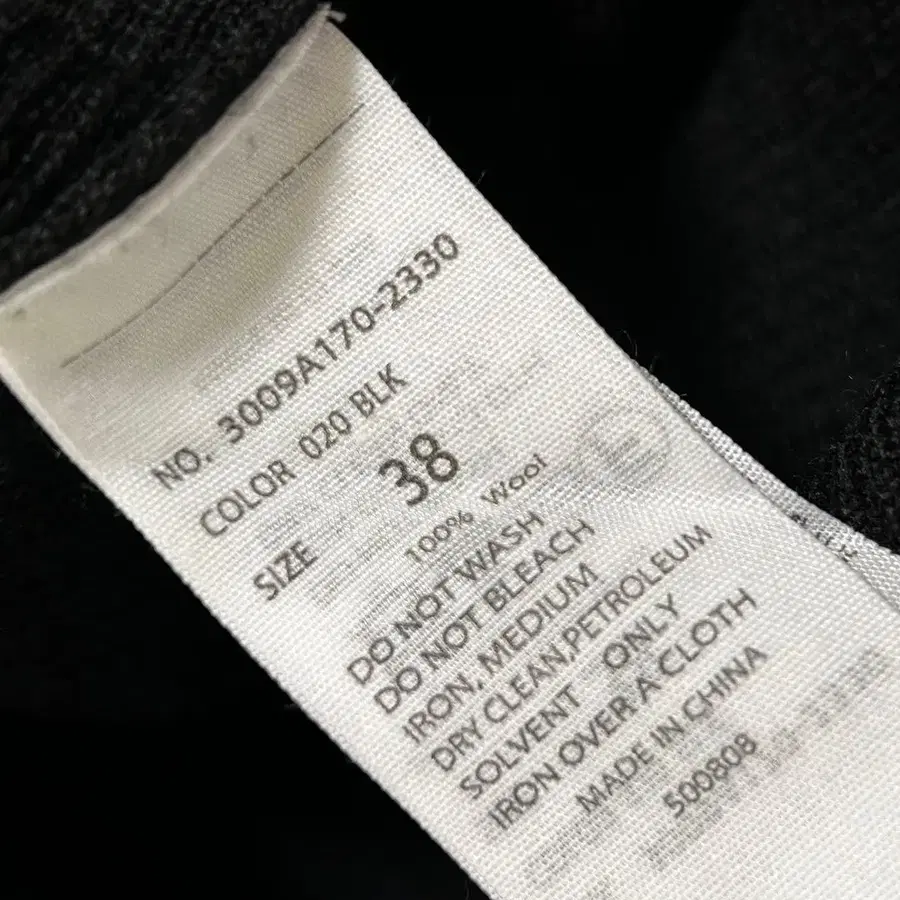 NO. 3009A170-2330
COLOR 020 BLK
SIZE 38
100% Wool
DO NOT WASH
DO NOT BLEACH
IRON, MEDIUM
DRY CLEAN,PETROLEUM
SOLVENT ONLY
IRON OVER A CLOTH
MADE IN CHINA
500808